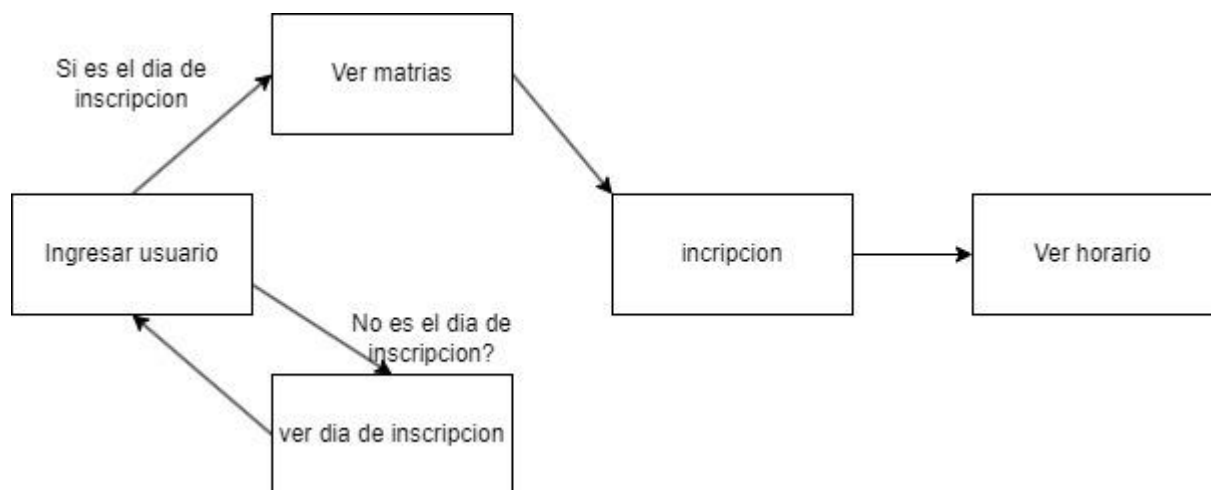 Si es el dia de
inscripcion
Ver matrias
Ingresar usuario
incripcion
Ver horario
No es el dia de
inscripcion?
ver dia de inscripcion